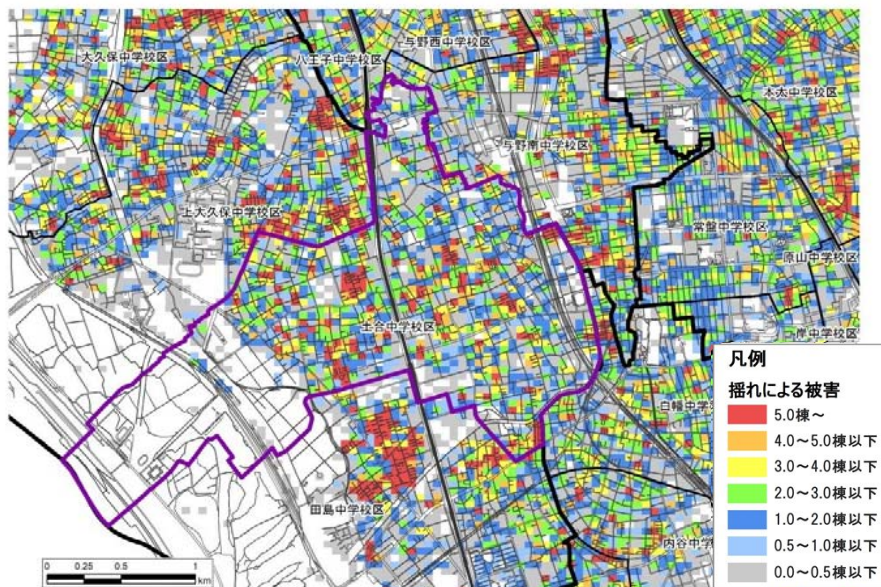 与野西中学校区
大久保中学校区
八王子中学校区
本太中学校区
与野南中学校区
上大久保中学校区
常盤中学校区
原山中学校区
土合中学校区
岸中学校区
白幡中学
田島中学校区
内谷中学
凡例
揺れによる被害
5.0棟～
4.0～5.0棟以下
3.0～4.0棟以下
2.0～3.0棟以下
1.0～2.0棟以下
0.5～1.0棟以下
0.0～0.5棟以下
0 0.25 0.5 1
km